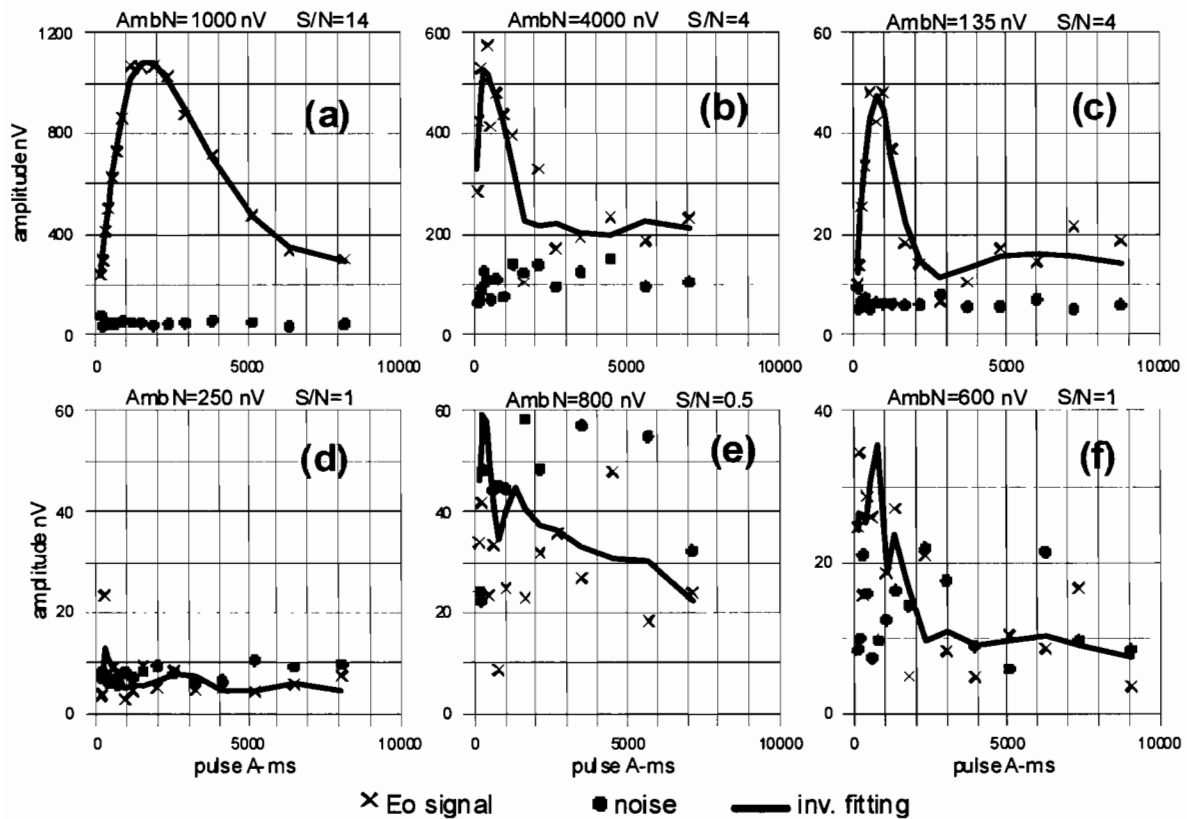 AmbN=1000 nV S/N=14
AmbN=4000 nV S/N=4
AmbN=135 nV S/N=4
1200
800
400
0
0 5000 10000
amplitude nV
(a)
600
400
200
0
0 5000 10000
(b)
60
40
20
0
0 5000 10000
(c)
AmbN=250 nV S/N=1
AmbN=800 nV S/N=0.5
AmbN=600 nV S/N=1
60
40
20
0
0 5000 10000
amplitude nV
pulse A-ms
(d)
60
40
20
0
0 5000 10000
pulse A-ms
(e)
40
20
0
0 5000 10000
pulse A-ms
(f)
Eo signal noise inv. fitting